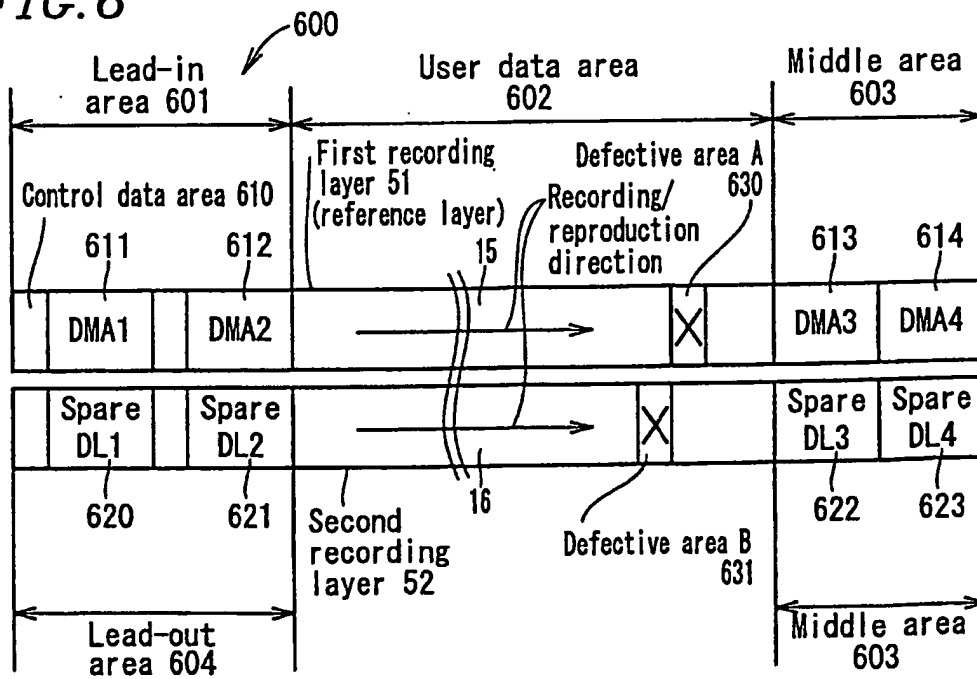 FIG. 6
600
Lead-in
area 601
User data area
602
Middle area
603
First recording
layer 51
(reference layer)
Defective area A
630
Control data area 610
Recording/
reproduction
direction
611
612
15
613
614
DMA1
DMA2
DMA3
DMA4
Spare
DL1
Spare
DL2
Spare
DL3
Spare
DL4
620
621
16
622
623
Second
recording
layer 52
Defective area B
631
Lead-out
area 604
Middle area
603